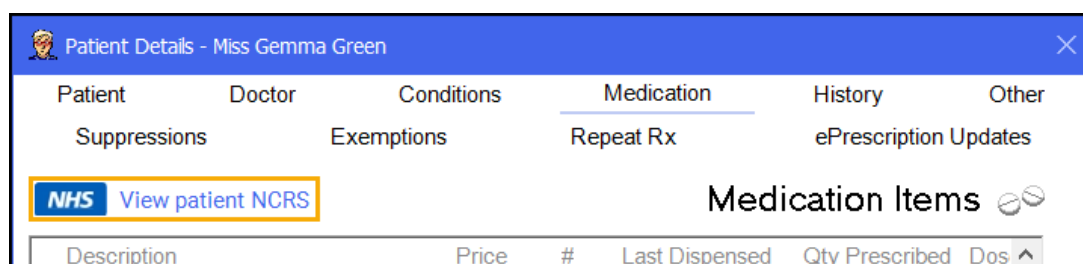 Patient Details - Miss Gemma Green
Patient Doctor Conditions Medication History Other
Suppressions Exemptions Repeat Rx ePrescription Updates
NHS View patient NCRS Medication Items
Description Price # Last Dispensed Qty Prescribed Dos